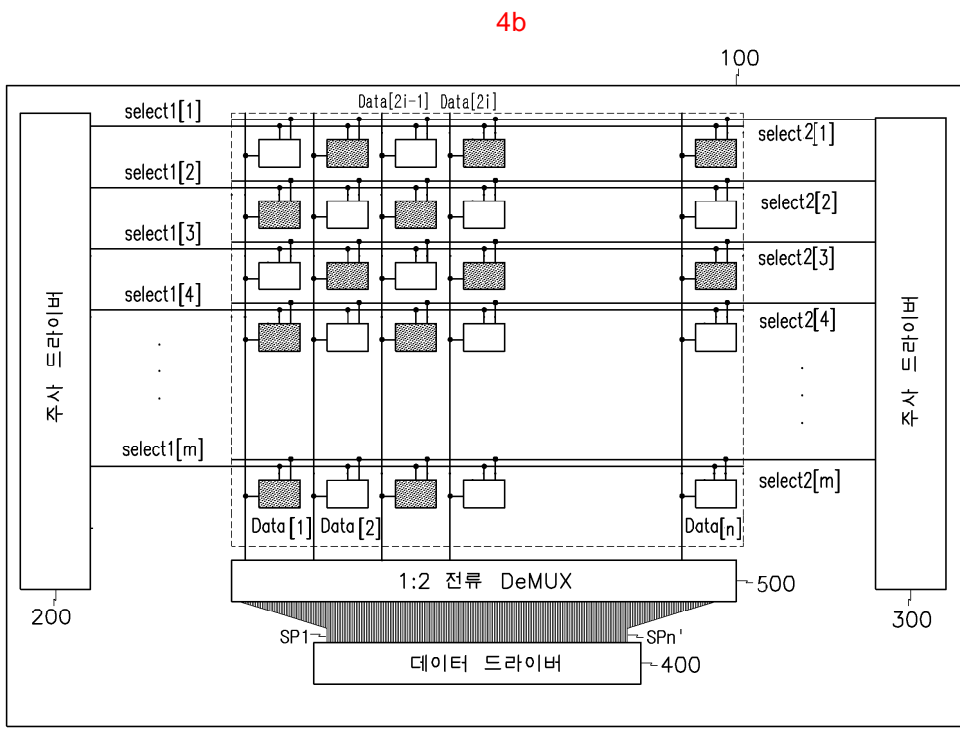 4b
100
Data[2i-1] Data[2i]
select1[1]
select2[1]
select1[2]
select2[2]
select1[3]
select2[3]
select1[4]
select2[4]
주사 드라이버
주사 드라이버
select1[m]
select2[m]
Data[1] Data[2] Data[n]
1:2 전류 DeMUX
500
200
300
SP1
SPn'
데이터 드라이버
400